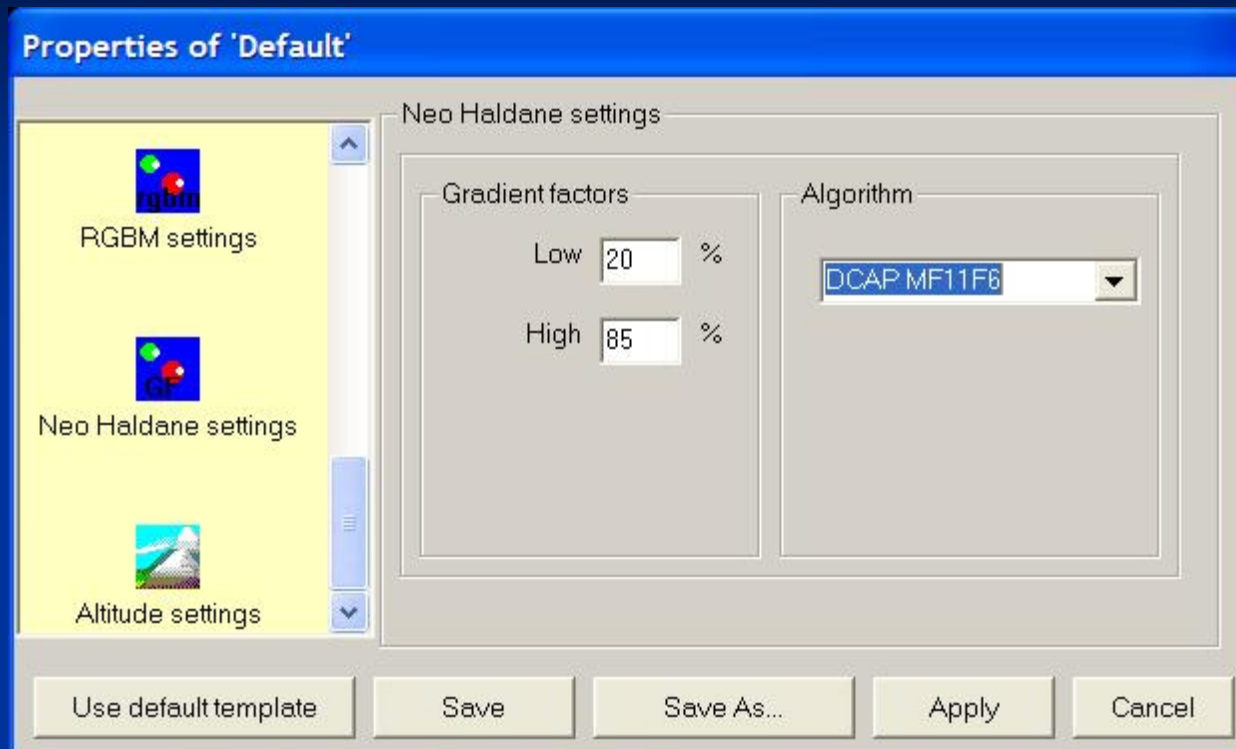 Properties of 'Default'
rgbm
RGBM settings
GF
Neo Haldane settings
Altitude settings
Neo Haldane settings
Gradient factors
Low 20 %
High 85 %
Algorithm
DCAP MF11F6
Use default template
Save
Save As...
Apply
Cancel